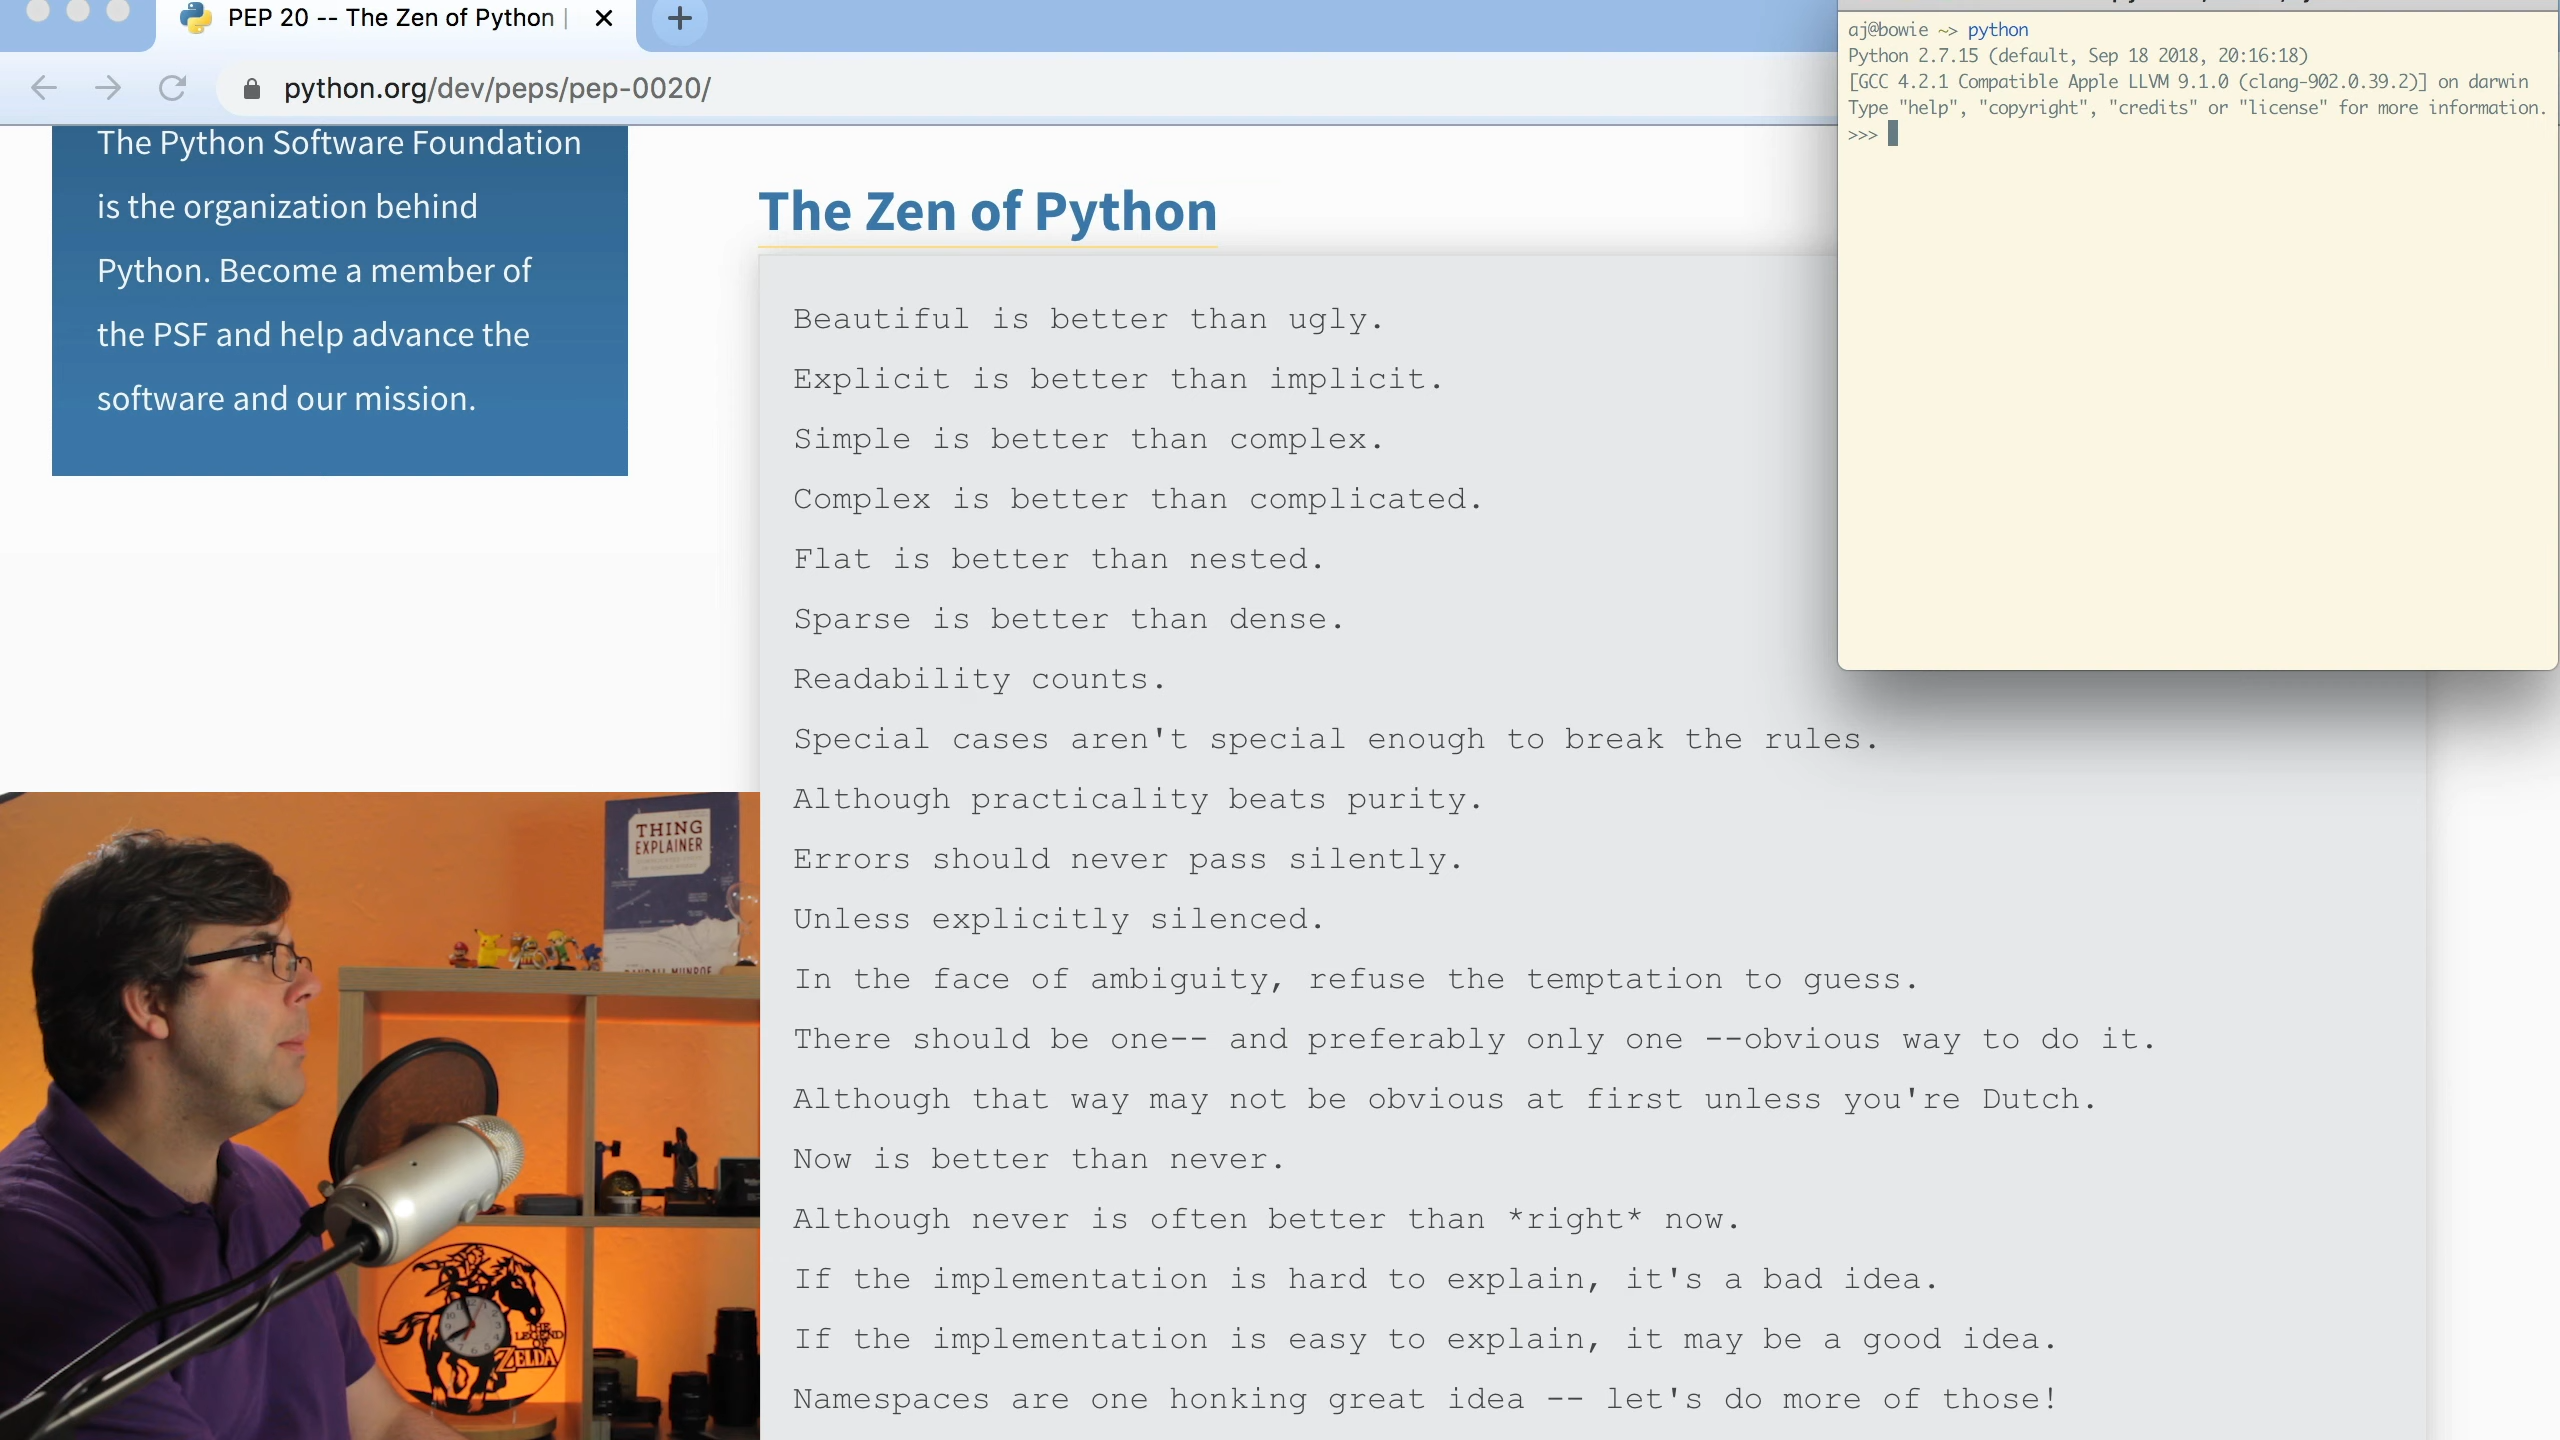 PEP 20 -- The Zen of Python |
python.org/dev/peps/pep-0020/
The Python Software Foundation
is the organization behind
Python. Become a member of
the PSF and help advance the
software and our mission.
The Zen of Python
Beautiful is better than ugly.
Explicit is better than implicit.
Simple is better than complex.
Complex is better than complicated.
Flat is better than nested.
Sparse is better than dense.
Readability counts.
Special cases aren't special enough to break the rules.
Although practicality beats purity.
Errors should never pass silently.
Unless explicitly silenced.
In the face of ambiguity, refuse the temptation to guess.
There should be one-- and preferably only one --obvious way to do it.
Although that way may not be obvious at first unless you're Dutch.
Now is better than never.
Although never is often better than *right* now.
If the implementation is hard to explain, it's a bad idea.
If the implementation is easy to explain, it may be a good idea.
Namespaces are one honking great idea -- let's do more of those!
aj@bowie ~> python
Python 2.7.15 (default, Sep 18 2018, 20:16:18)
[GCC 4.2.1 Compatible Apple LLVM 9.1.0 (clang-902.0.39.2)] on darwin
Type "help", "copyright", "credits" or "license" for more information.
>>>
THING
EXPLAINER
RANDALL MUNROE
THE
LEGEND
OF
ZELDA